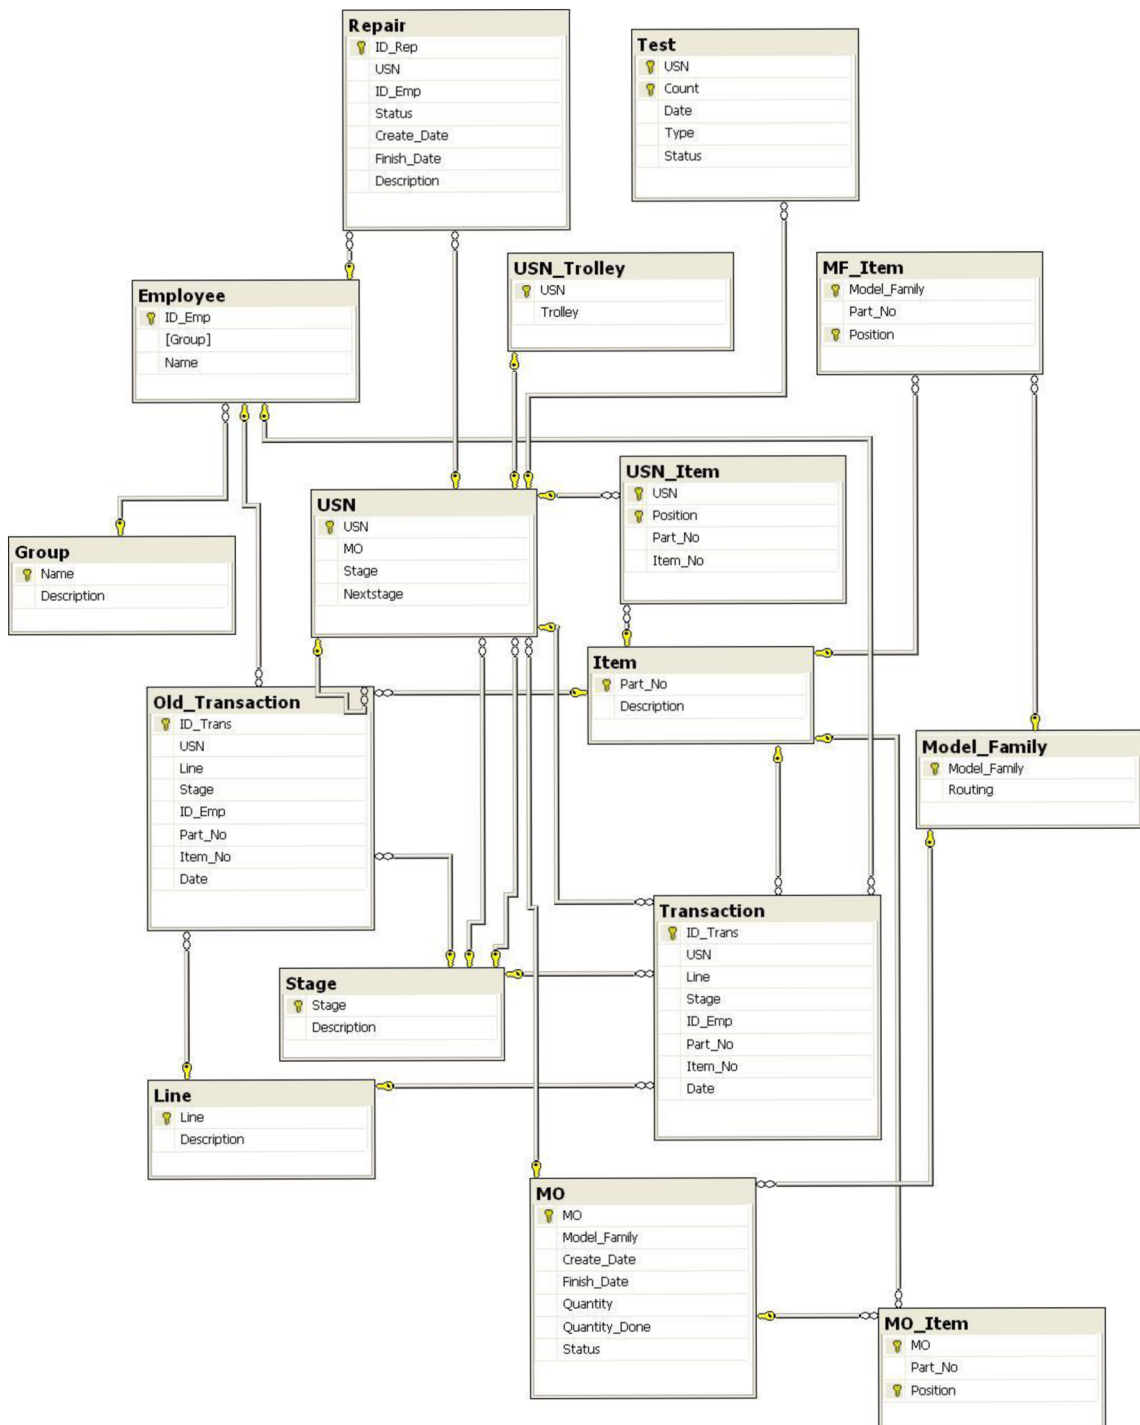 Repair
ID_Rep
USN
ID_Emp
Status
Create_Date
Finish_Date
Description
Test
USN
Count
Date
Type
Status
USN_Trolley
USN
Trolley
MF_Item
Model_Family
Part_No
Position
Employee
ID_Emp
[Group]
Name
USN_Item
USN
Position
Part_No
Item_No
USN
USN
MO
Stage
Nextstage
Group
Name
Description
Item
Part_No
Description
Old_Transaction
ID_Trans
USN
Line
Stage
ID_Emp
Part_No
Item_No
Date
Model_Family
Model_Family
Routing
Transaction
ID_Trans
USN
Line
Stage
ID_Emp
Part_No
Item_No
Date
Stage
Stage
Description
Line
Line
Description
MO
MO
Model_Family
Create_Date
Finish_Date
Quantity
Quantity_Done
Status
MO_Item
MO
Part_No
Position